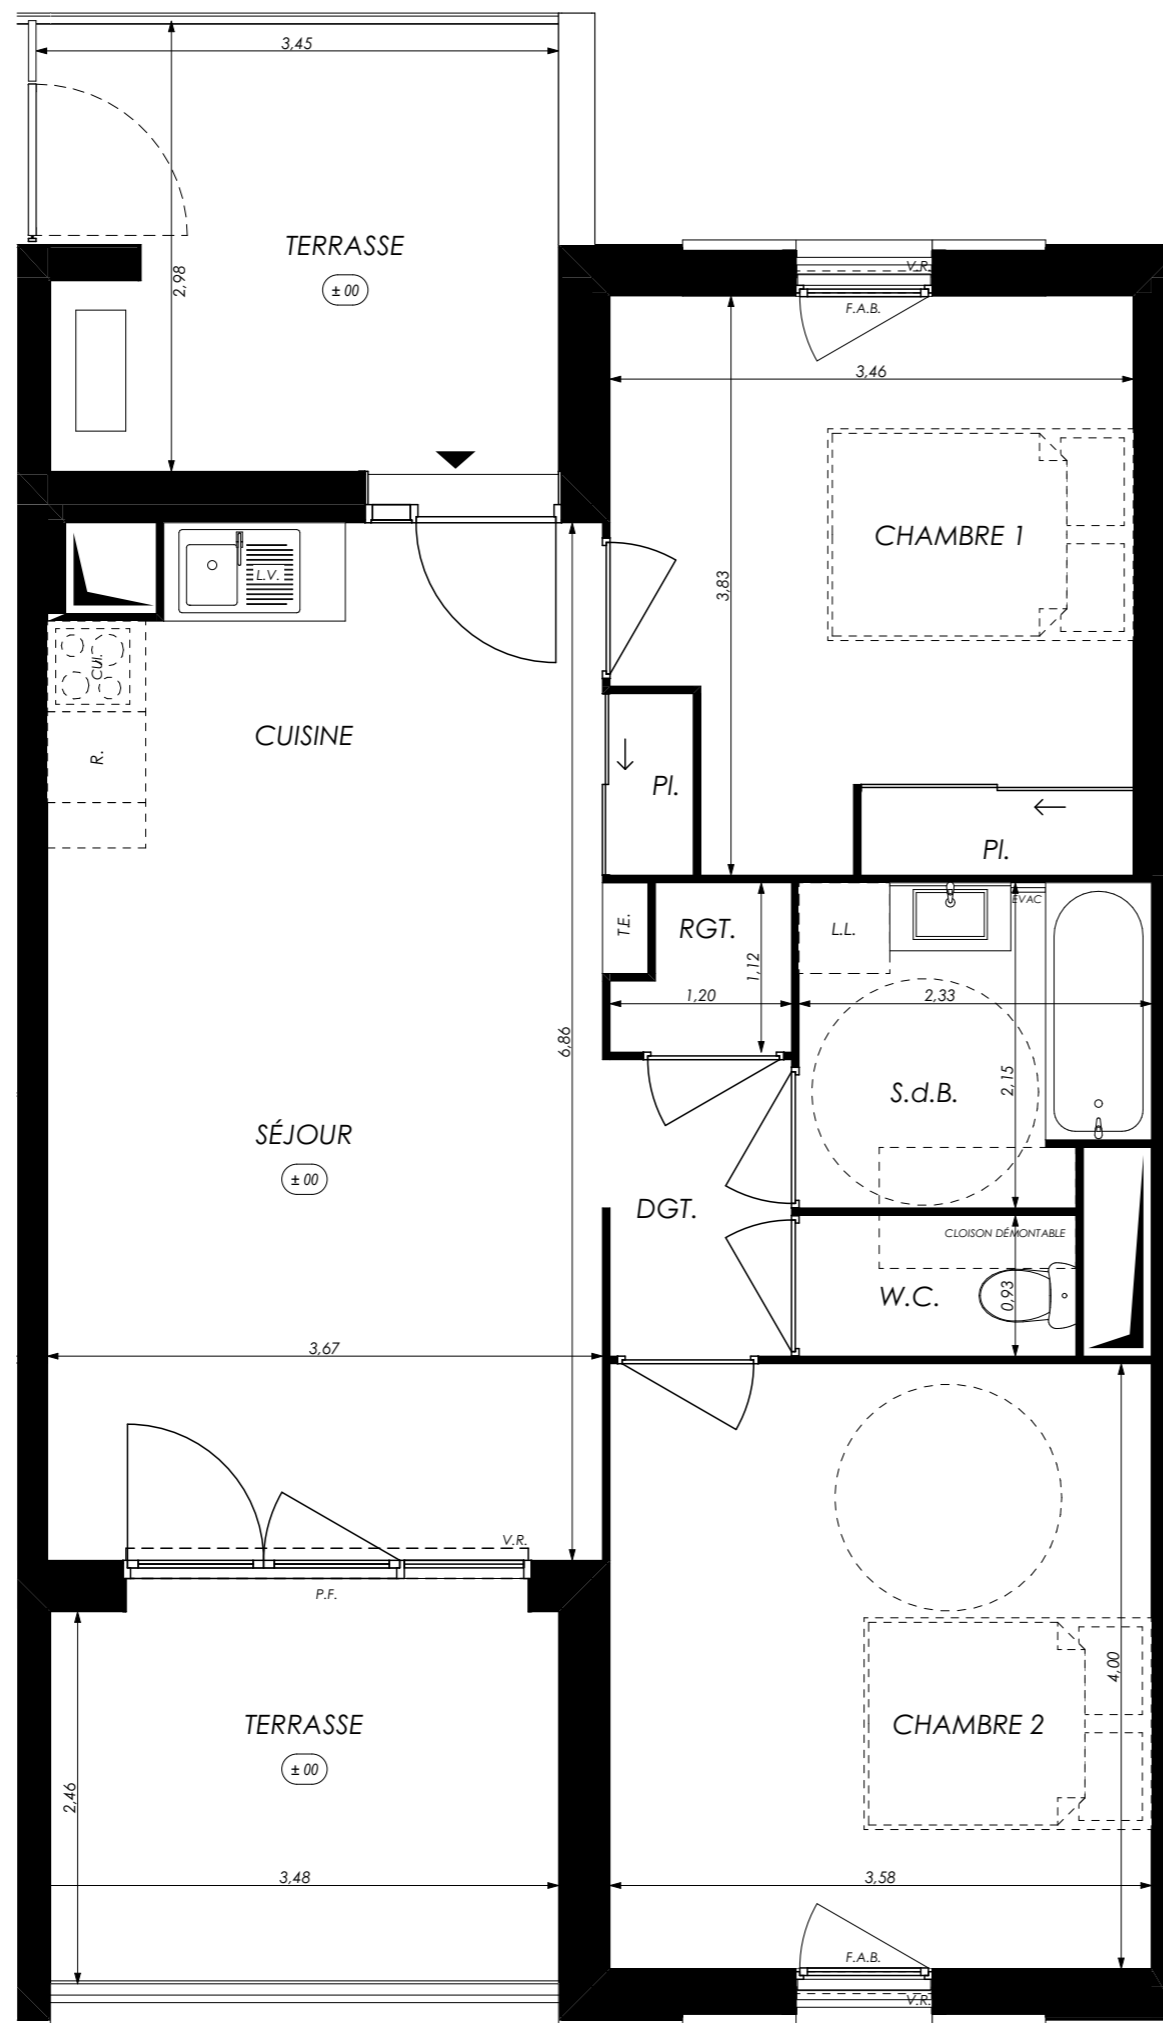 3,45
TERRASSE
± 00
2,98
V.R.
F.A.B.
3,46
CHAMBRE 1
3,83
L.V.
CUI.
R.
CUISINE
Pl.
Pl.
T.E.
RGT.
1,12
1,20
L.L.
EVAC
2,33
2,15
S.d.B.
6,86
SÉJOUR
± 00
DGT.
CLOISON DÉMONTABLE
W.C.
0,93
3,67
V.R.
P.F.
TERRASSE
± 00
2,46
3,48
CHAMBRE 2
4,00
3,58
F.A.B.
V.R.